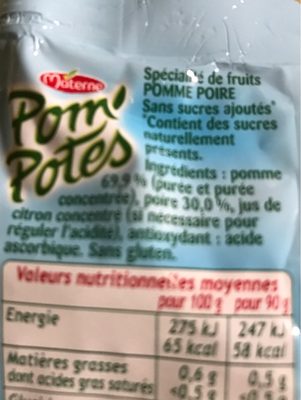 Materne
Pom'
Potes
Spécialité de fruits
POMME POIRE
Sans sucres ajoutés*
*Contient des sucres
naturellement
présents.
Ingrédients : pomme
69,9 % (purée et purée
concentrée), poire 30,0 %, jus de
citron concentré (si nécessaire pour
réguler l'acidité), antioxydant : acide
ascorbique. Sans gluten.
Valeurs nutritionnelles moyennes
pour 100 g pour 90 g
Energie 275 kJ 247 kJ
65 kcal 58 kcal
Matières grasses 0,6 g 0,5 g
dont acides gras saturés <0,5 g